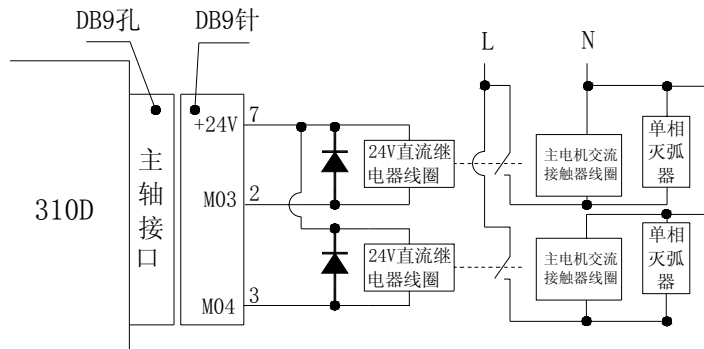 DB9孔
DB9针
L
N
+24V
7
24V直流继
电器线圈
主电机交流
接触器线圈
单相
灭弧
器
310D
主
轴
接
口
M03
2
24V直流继
电器线圈
主电机交流
接触器线圈
单相
灭弧
器
M04
3